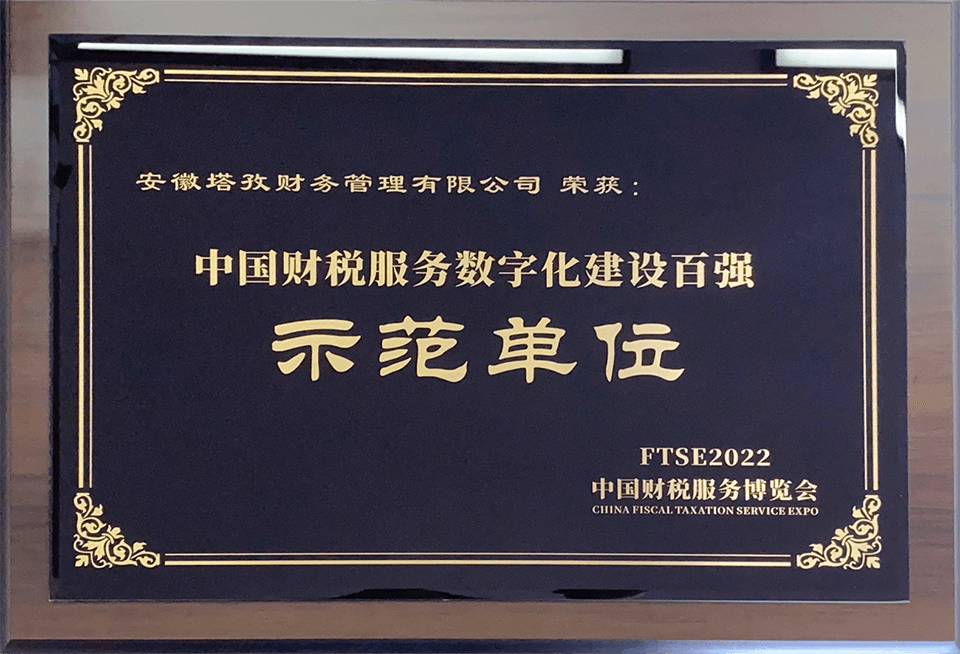 安徽塔孜财务管理有限公司 荣获：
中国财税服务数字化建设百强
示范单位
FTSE2022
中国财税服务博览会
CHINA FISCAL TAXATION SERVICE EXPO